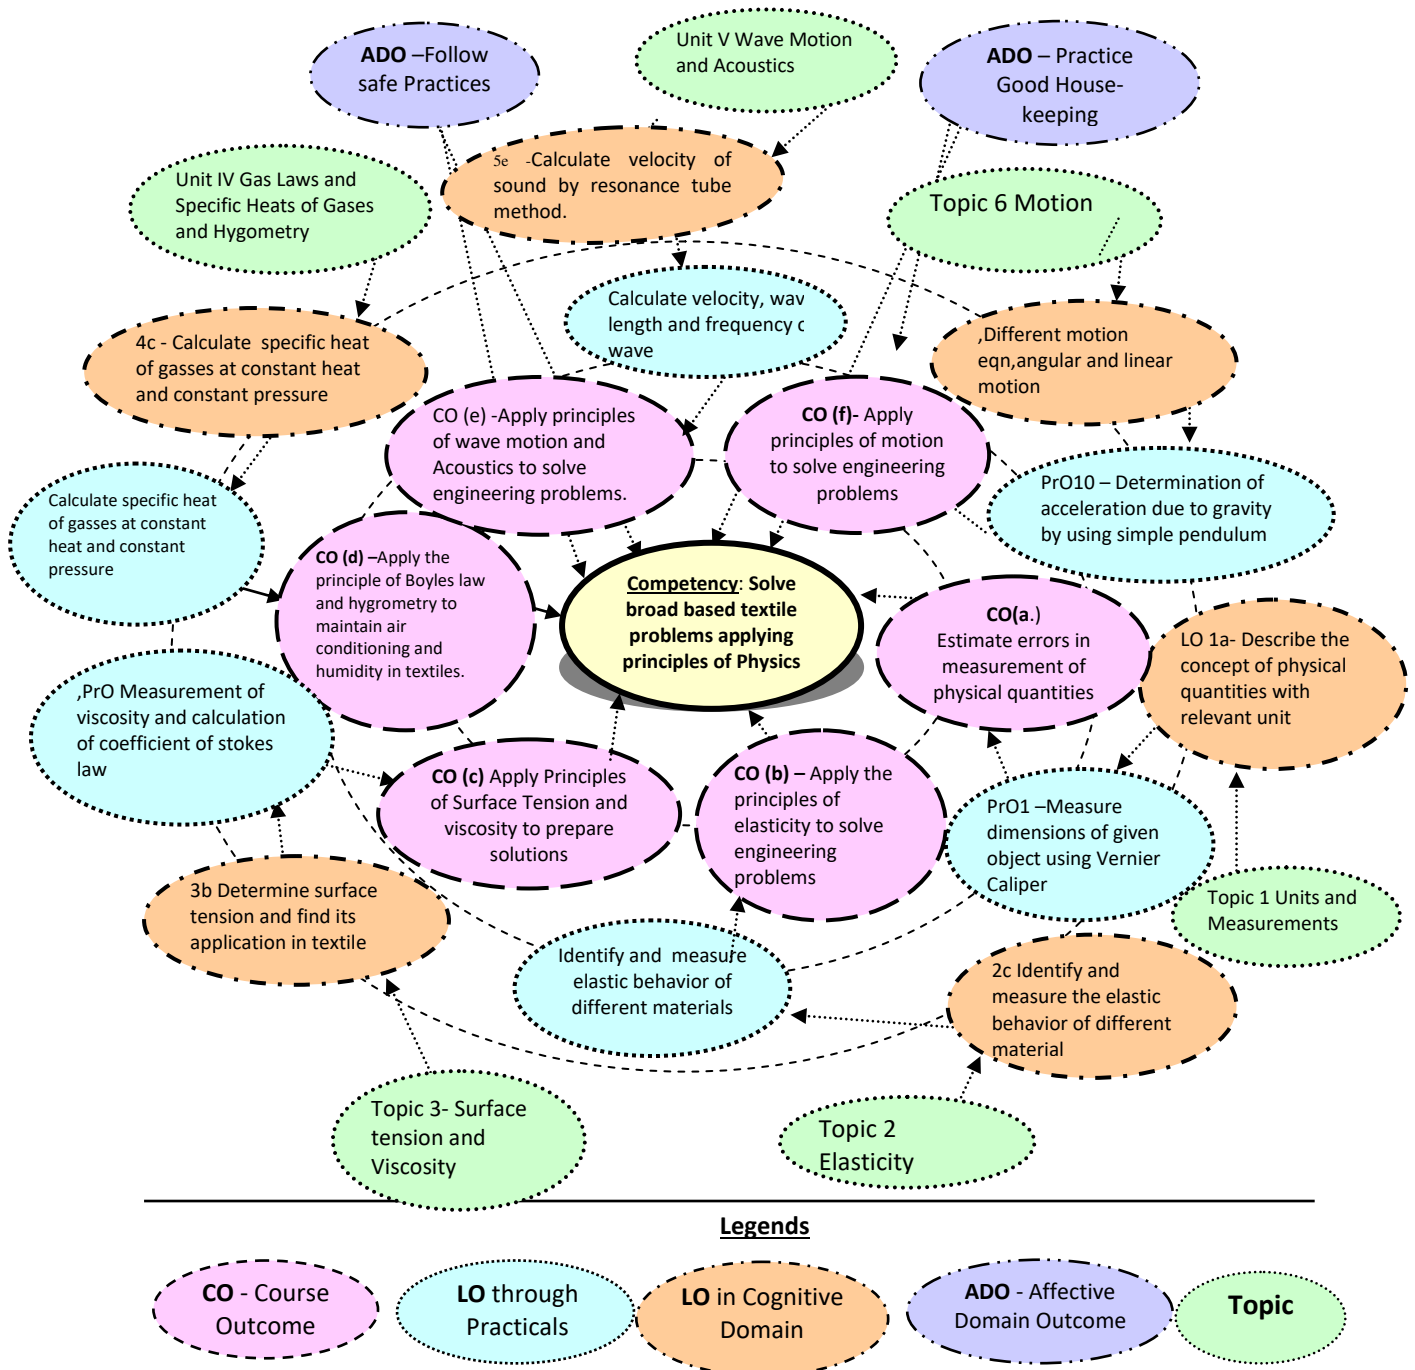 ADO –Follow
safe Practices
Unit V Wave Motion
and Acoustics
ADO – Practice
Good House-
keeping
5e -Calculate velocity of
sound by resonance tube
method.
Unit IV Gas Laws and
Specific Heats of Gases
and Hygometry
Topic 6 Motion
Calculate velocity, wav
length and frequency c
wave
4c - Calculate specific heat
of gasses at constant heat
and constant pressure
,Different motion
eqn,angular and linear
motion
CO (e) -Apply principles
of wave motion and
Acoustics to solve
engineering problems.
CO (f)- Apply
principles of motion
to solve engineering
problems
PrO10 – Determination of
acceleration due to gravity
by using simple pendulum
Calculate specific heat
of gasses at constant
heat and constant
pressure
CO (d) –Apply the
principle of Boyles law
and hygrometry to
maintain air
conditioning and
humidity in textiles.
Competency: Solve
broad based textile
problems applying
principles of Physics
CO(a.)
Estimate errors in
measurement of
physical quantities
LO 1a- Describe the
concept of physical
quantities with
relevant unit
,PrO Measurement of
viscosity and calculation
of coefficient of stokes
law
CO (c) Apply Principles
of Surface Tension and
viscosity to prepare
solutions
CO (b) – Apply the
principles of
elasticity to solve
engineering
problems
PrO1 –Measure
dimensions of given
object using Vernier
Caliper
3b Determine surface
tension and find its
application in textile
Topic 1 Units and
Measurements
Identify and measure
elastic behavior of
different materials
2c Identify and
measure the elastic
behavior of different
material
Topic 3- Surface
tension and
Viscosity
Topic 2
Elasticity
Legends
CO - Course
Outcome
LO through
Practicals
LO in Cognitive
Domain
ADO - Affective
Domain Outcome
Topic